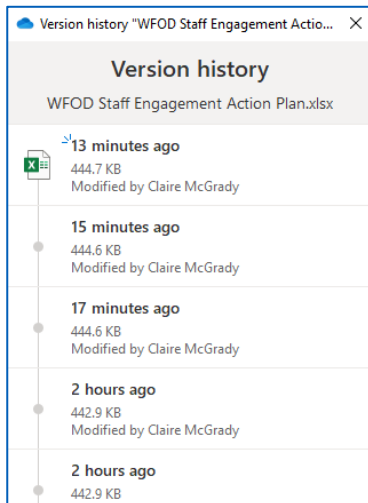 Version history "WFOD Staff Engagement Actio...
Version history
WFOD Staff Engagement Action Plan.xlsx
13 minutes ago
444.7 KB
Modified by Claire McGrady
15 minutes ago
444.6 KB
Modified by Claire McGrady
17 minutes ago
444.6 KB
Modified by Claire McGrady
2 hours ago
442.9 KB
Modified by Claire McGrady
2 hours ago
442.9 KB